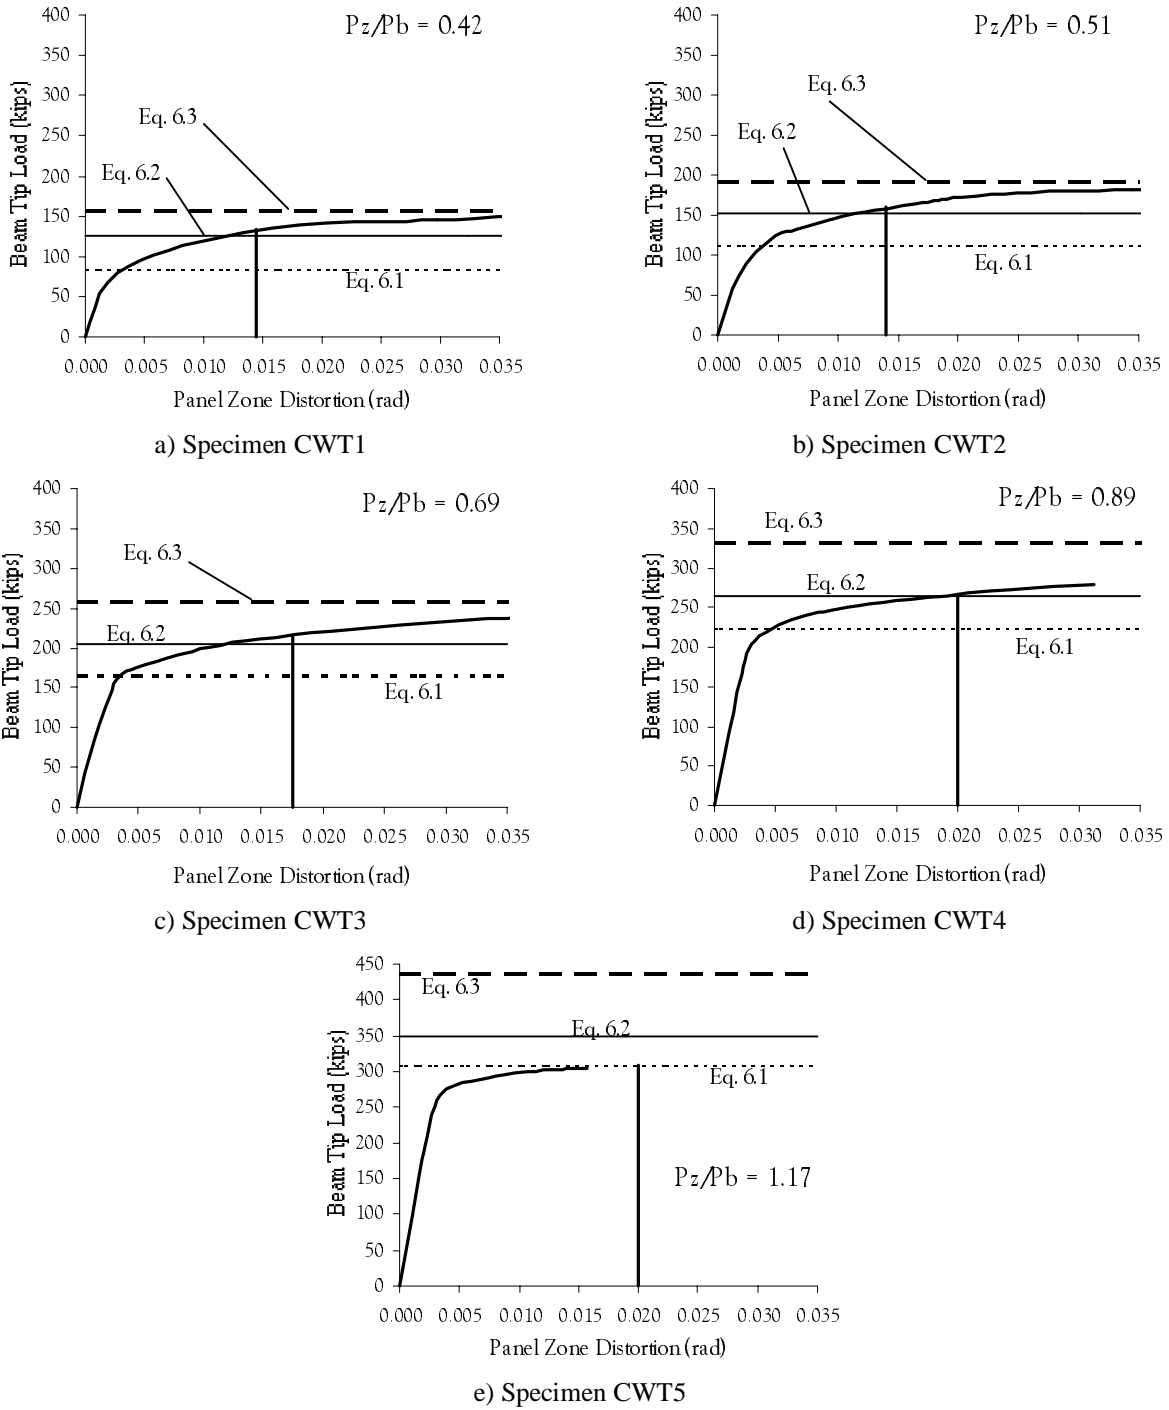 Pz/Pb = 0.42
400
350
300
250
200
150
100
50
0
Beam Tip Load (kips)
Eq. 6.3
Eq. 6.2
Eq. 6.1
0.000 0.005 0.010 0.015 0.020 0.025 0.030 0.035
Panel Zone Distortion (rad)
a) Specimen CWT1
Pz/Pb = 0.51
400
350
300
250
200
150
100
50
0
Beam Tip Load (kips)
Eq. 6.3
Eq. 6.2
Eq. 6.1
0.000 0.005 0.010 0.015 0.020 0.025 0.030 0.035
Panel Zone Distortion (rad)
b) Specimen CWT2
Pz/Pb = 0.69
400
350
300
250
200
150
100
50
0
Beam Tip Load (kips)
Eq. 6.3
Eq. 6.2
Eq. 6.1
0.000 0.005 0.010 0.015 0.020 0.025 0.030 0.035
Panel Zone Distortion (rad)
c) Specimen CWT3
Pz/Pb = 0.89
400
350
300
250
200
150
100
50
0
Beam Tip Load (kips)
Eq. 6.3
Eq. 6.2
Eq. 6.1
0.000 0.005 0.010 0.015 0.020 0.025 0.030 0.035
Panel Zone Distortion (rad)
d) Specimen CWT4
450
400
350
300
250
200
150
100
50
0
Beam Tip Load (kips)
Eq. 6.3
Eq. 6.2
Eq. 6.1
Pz/Pb = 1.17
0.000 0.005 0.010 0.015 0.020 0.025 0.030 0.035
Panel Zone Distortion (rad)
e) Specimen CWT5